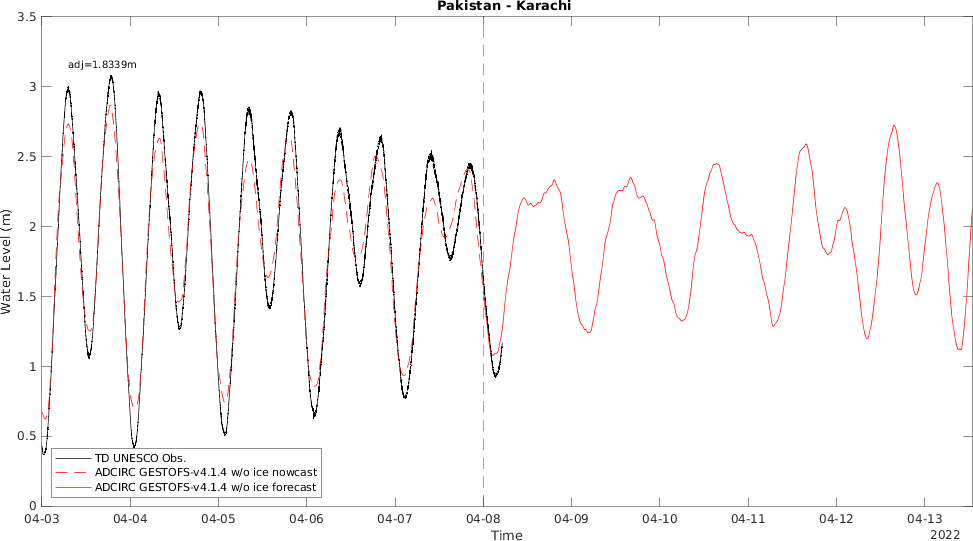 Pakistan - Karachi
3.5
3
2.5
2
1.5
1
0.5
0
Water Level (m)
adj=1.8339m
TD UNESCO Obs.
ADCIRC GESTOFS-v4.1.4 w/o ice nowcast
ADCIRC GESTOFS-v4.1.4 w/o ice forecast
04-03 04-04 04-05 04-06 04-07 04-08 04-09 04-10 04-11 04-12 04-13
Time
2022